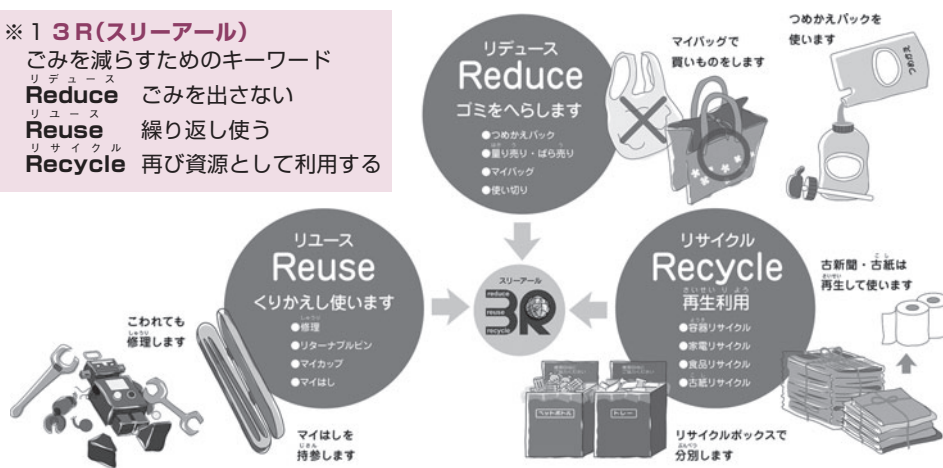 ※1 3R(スリーアール)
ごみを減らすためのキーワード
リデュース
Reduce ごみを出さない
リユース
Reuse 繰り返し使う
リサイクル
Recycle 再び資源として利用する
リデュース
Reduce
ゴミをへらします
●つめかえパック
●量り売り・ばら売り
●マイバッグ
●使い切り
マイバッグで
買いものをします
つめかえパックを
使います
つめかえ
リユース
Reuse
くりかえし使います
●修理
●リターナブルビン
●マイカップ
●マイはし
こわれても
修理します
マイはしを
持参します
スリーアール
reduce
reuse
recycle
3R
リサイクル
Recycle
再生利用
●容器リサイクル
●家電リサイクル
●食品リサイクル
●古紙リサイクル
古新聞・古紙は
再生して使います
ペットボトル
トレー
リサイクルボックスで
分別します